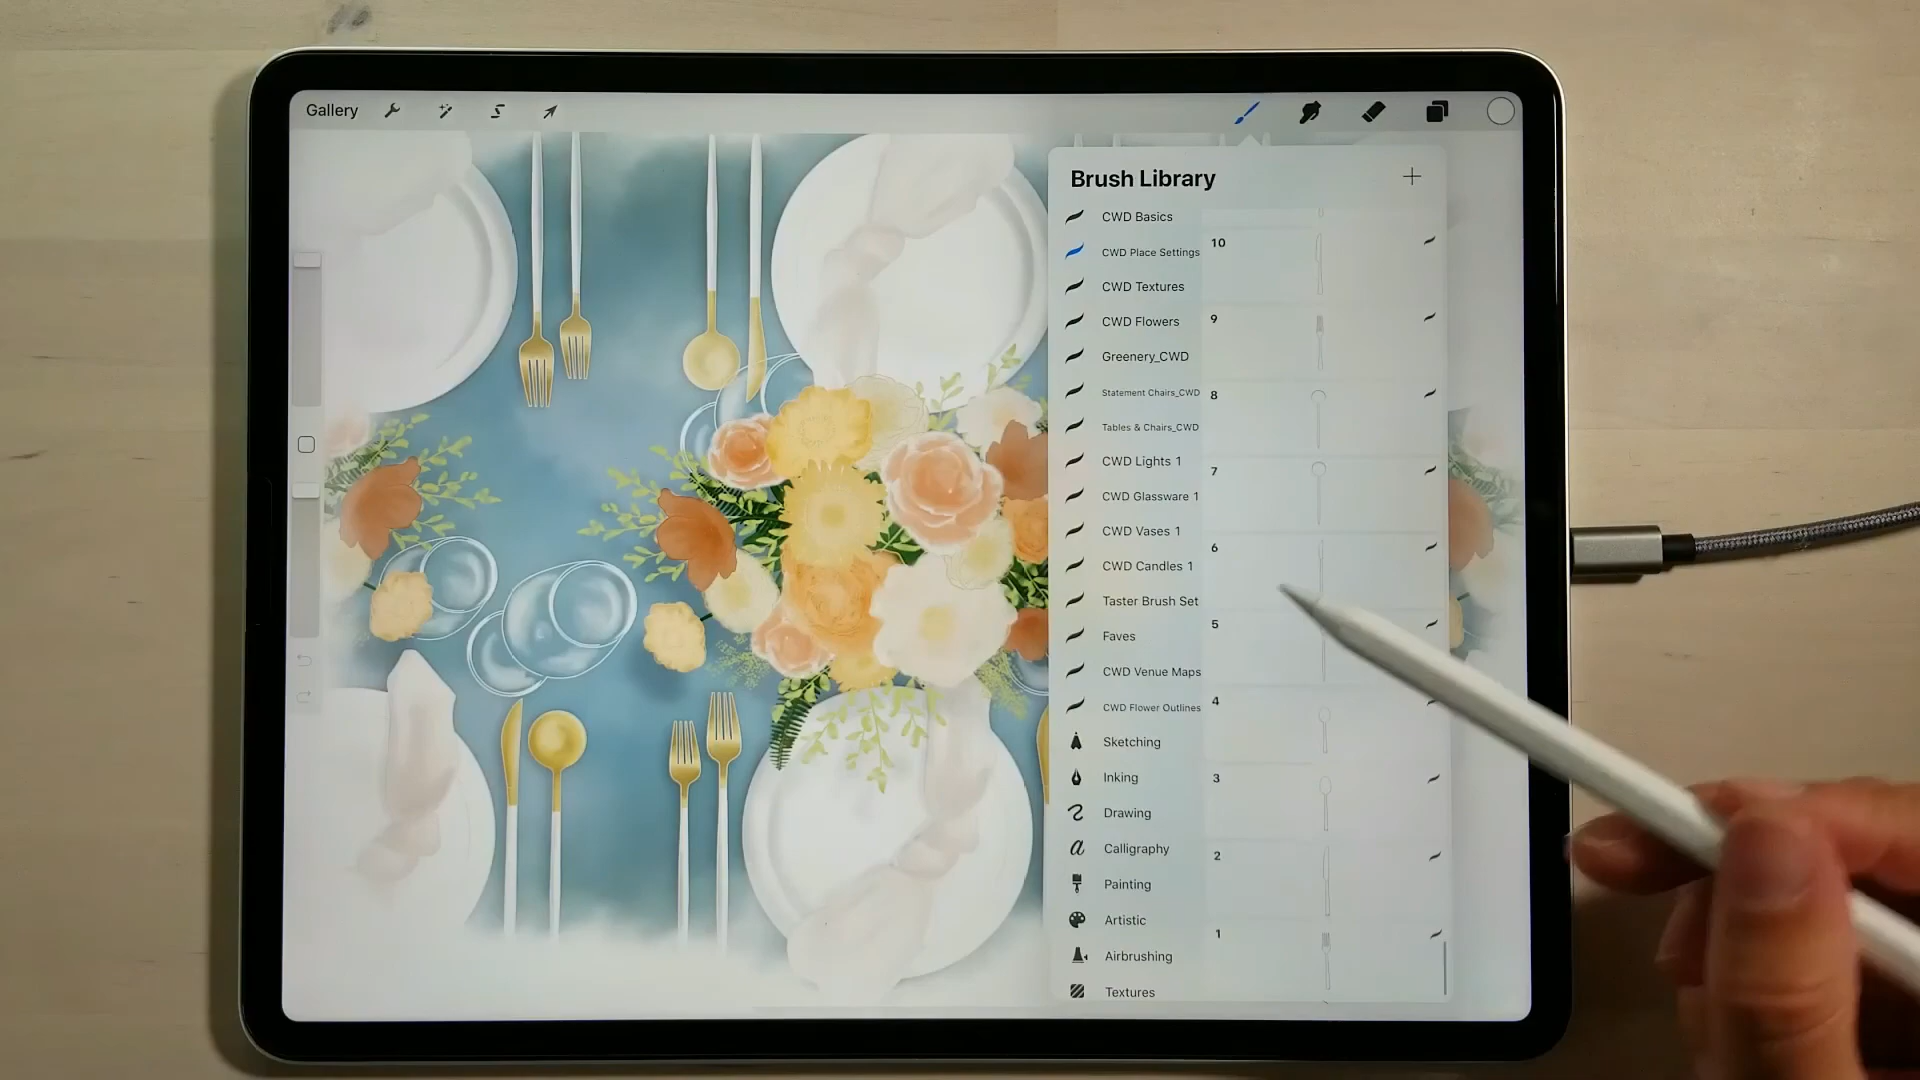 Gallery
Brush Library
CWD Basics
CWD Place Settings
CWD Textures
CWD Flowers
Greenery_CWD
Statement Chairs_CWD
Tables & Chairs_CWD
CWD Lights 1
CWD Glassware 1
CWD Vases 1
CWD Candles 1
Taster Brush Set
Faves
CWD Venue Maps
CWD Flower Outlines
Sketching
Inking
Drawing
Calligraphy
Painting
Artistic
Airbrushing
Textures
10
9
8
7
6
5
4
3
2
1